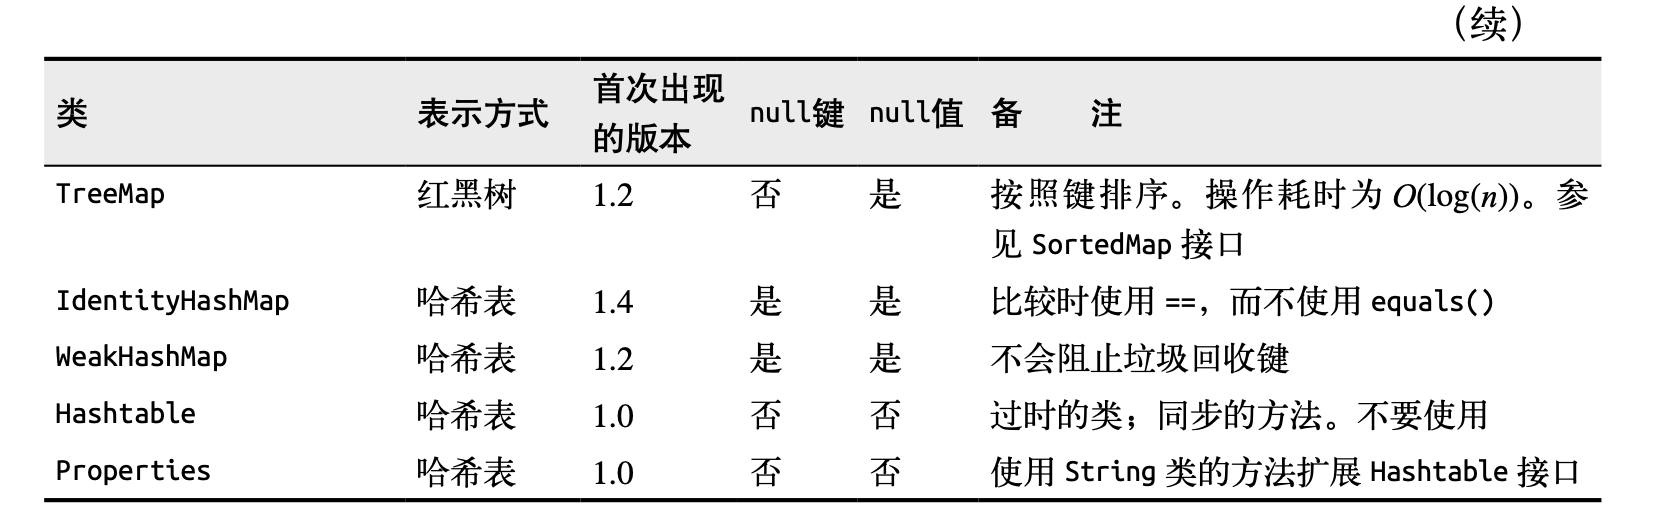 （续）
类 表示方式 首次出现的版本 null键 null值 备 注
TreeMap 红黑树 1.2 否 是 按照键排序。操作耗时为 O(log(n))。参
见 SortedMap 接口
IdentityHashMap 哈希表 1.4 是 是 比较时使用 ==，而不使用 equals()
WeakHashMap 哈希表 1.2 是 是 不会阻止垃圾回收键
Hashtable 哈希表 1.0 否 否 过时的类；同步的方法。不要使用
Properties 哈希表 1.0 否 否 使用 String 类的方法扩展 Hashtable 接口